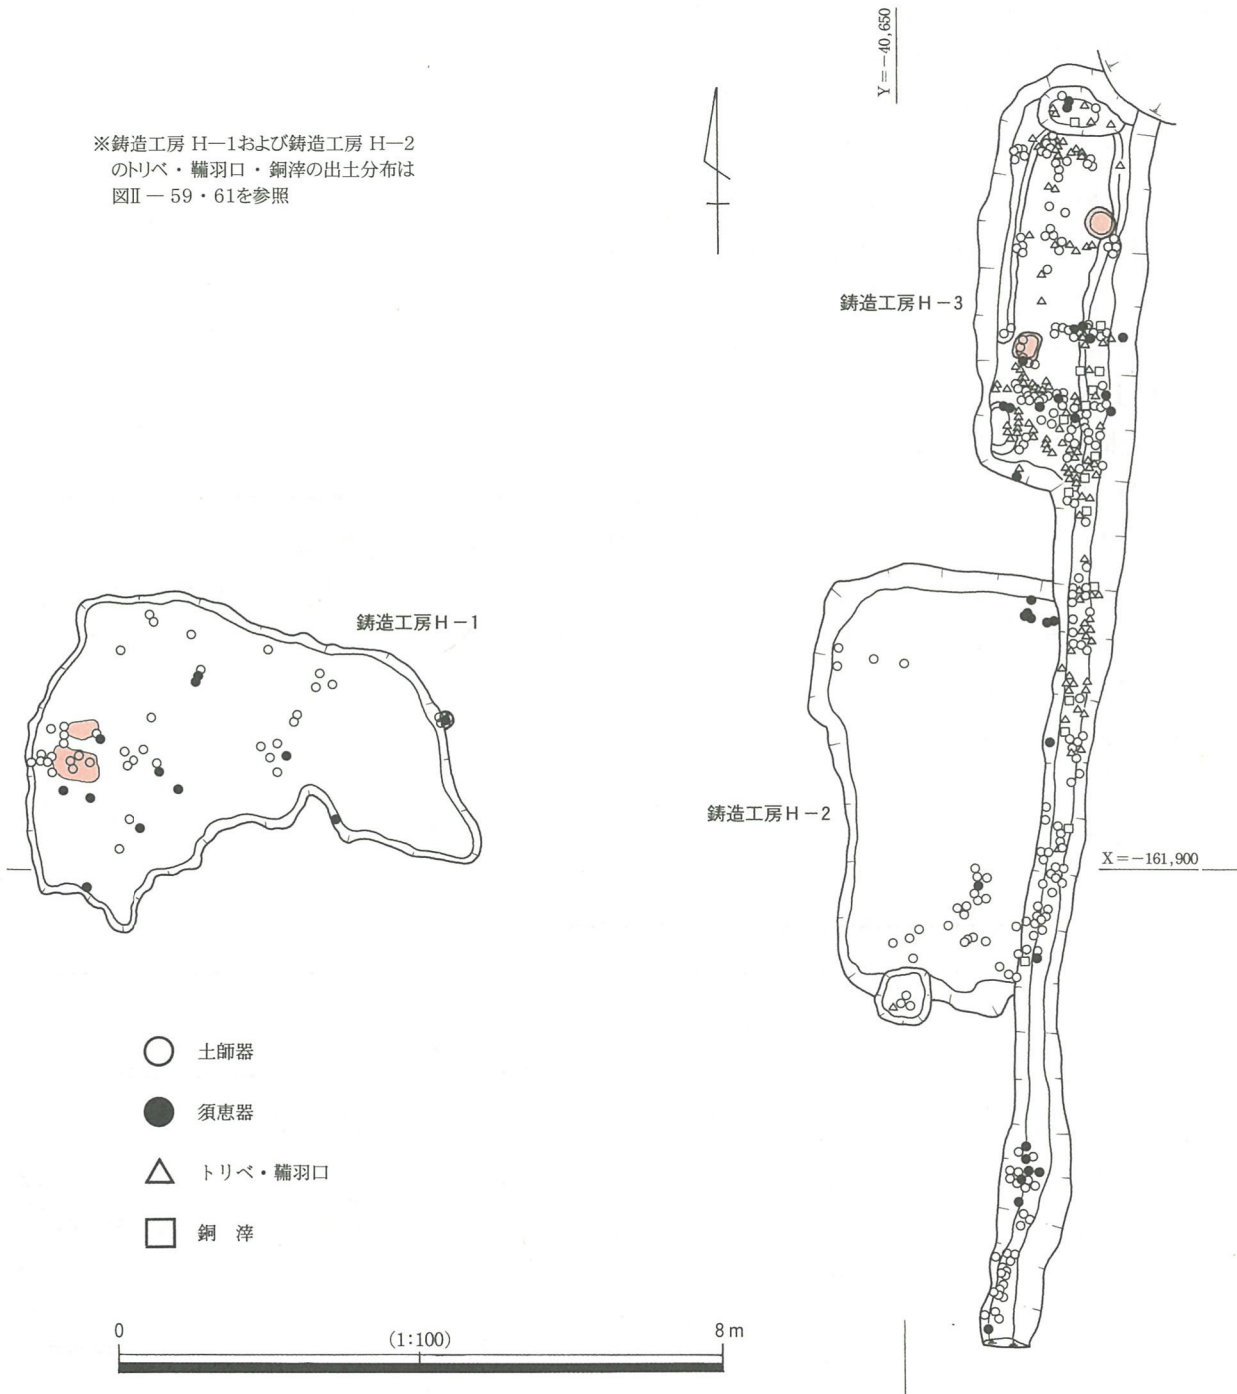 Y＝−40,650
※鋳造工房 H−1および鋳造工房 H−2
のトリベ・鞴羽口・銅滓の出土分布は
図Ⅱ−59・61を参照
鋳造工房H−3
鋳造工房H−1
鋳造工房H−2
X＝−161,900
土師器
須恵器
トリベ・鞴羽口
銅 滓
0 (1:100) 8 m